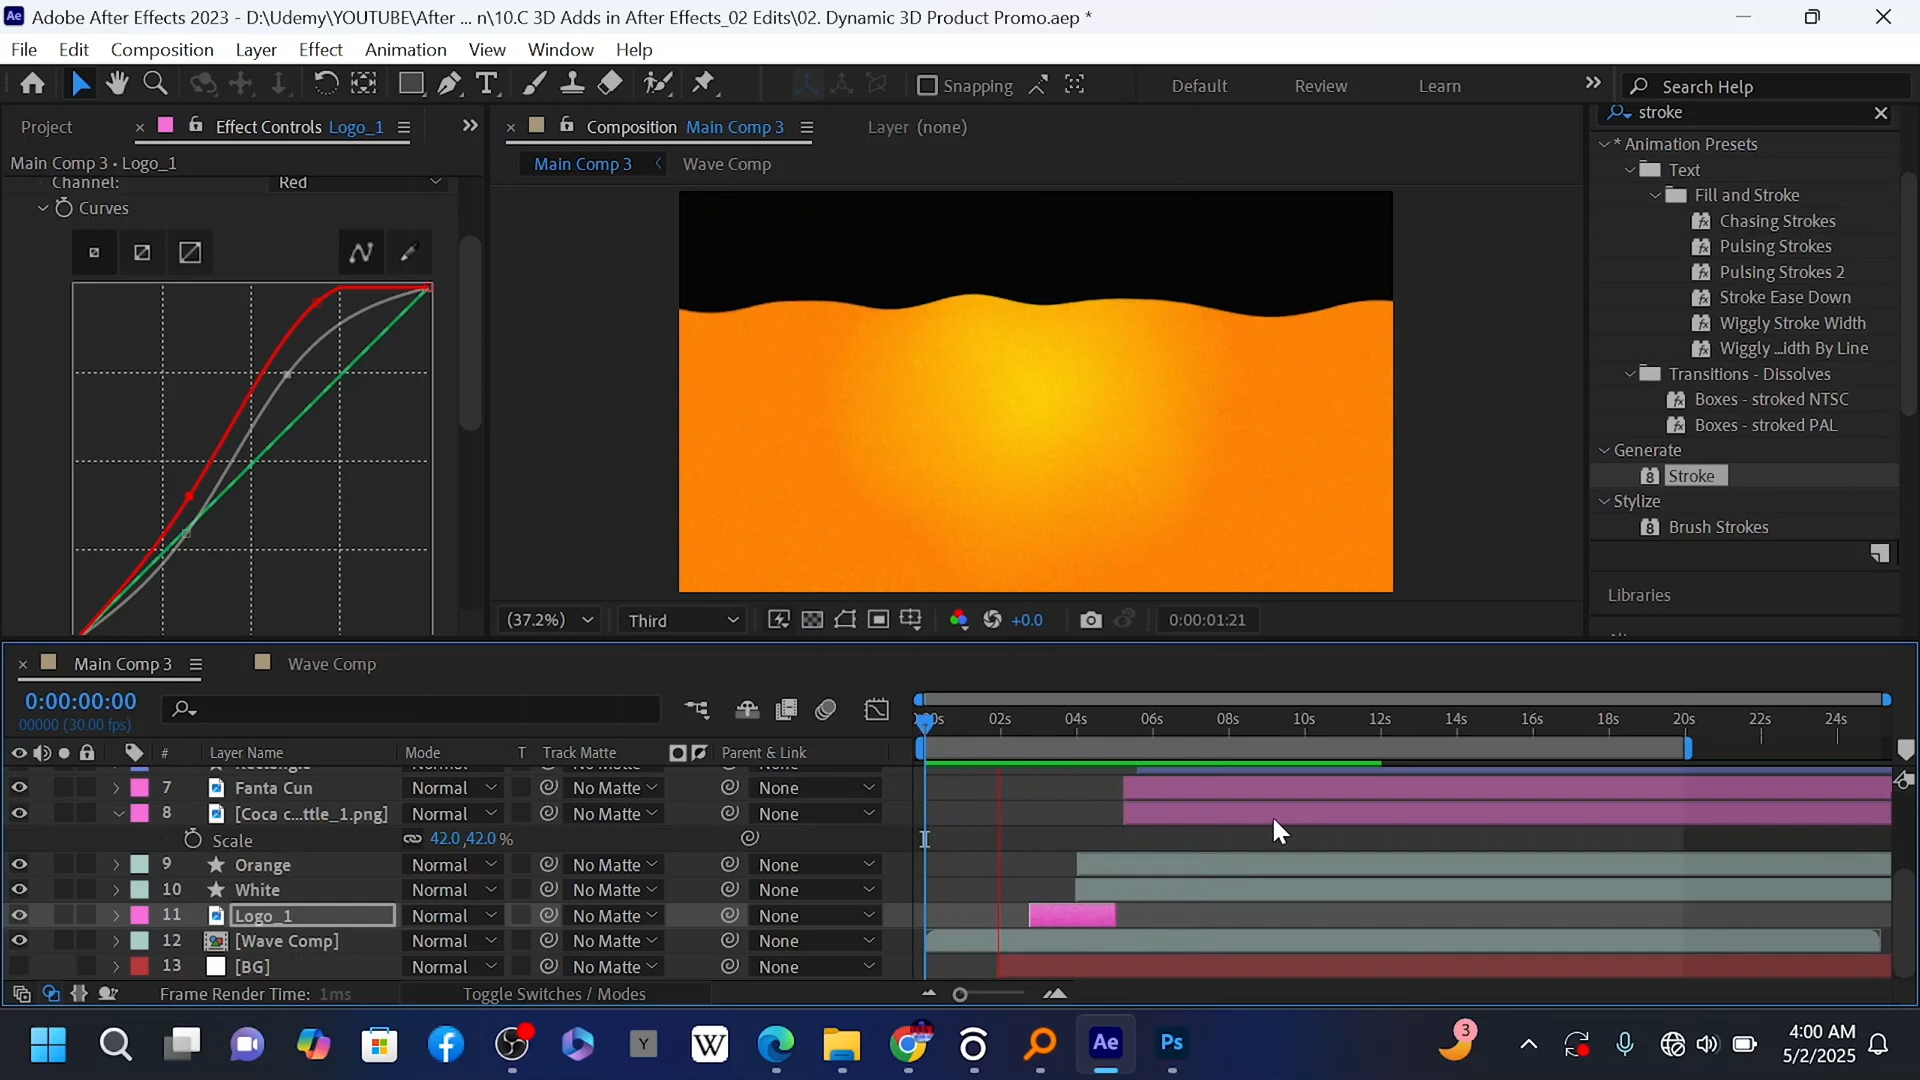 Adobe After Effects 2023 - D:\Udemy\YOUTUBE\After ... n\10.C 3D Adds in After Effects_02 Edits\02. Dynamic 3D Product Promo.aep *
File Edit Composition Layer Effect Animation View Window Help
Snapping Default Review Learn Search Help
Project Effect Controls Logo_1 Composition Main Comp 3 Layer (none) stroke
Main Comp 3 • Logo_1 Main Comp 3 Wave Comp
Channel: Red
Curves
* Animation Presets
Text
Fill and Stroke
Chasing Strokes
Pulsing Strokes
Pulsing Strokes 2
Stroke Ease Down
Wiggly Stroke Width
Wiggly ...idth By Line
Transitions - Dissolves
Boxes - stroked NTSC
Boxes - stroked PAL
Generate
Stroke
Stylize
Brush Strokes
Libraries
(37.2%) Third +0.0 0:00:01:21
Main Comp 3 Wave Comp
0:00:00:00
00000 (30.00 fps)
02s 04s 06s 08s 10s 12s 14s 16s 18s 20s 22s 24s
# Layer Name Mode T Track Matte Parent & Link
7 Fanta Cun Normal No Matte None
8 [Coca c...ttle_1.png] Normal No Matte None
Scale 42.0,42.0 %
9 Orange Normal No Matte None
10 White Normal No Matte None
11 Logo_1 Normal No Matte None
12 [Wave Comp] Normal No Matte None
13 [BG] Normal No Matte None
Frame Render Time: 1ms Toggle Switches / Modes
3
4:00 AM
5/2/2025